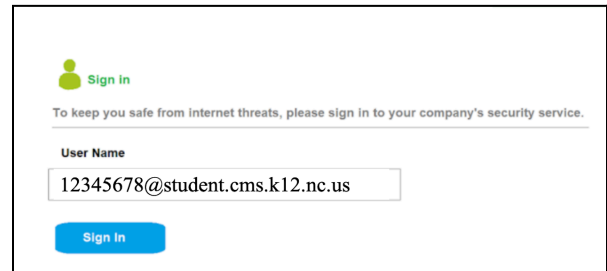 Sign in
To keep you safe from internet threats, please sign in to your company's security service.
User Name
12345678@student.cms.k12.nc.us
Sign In